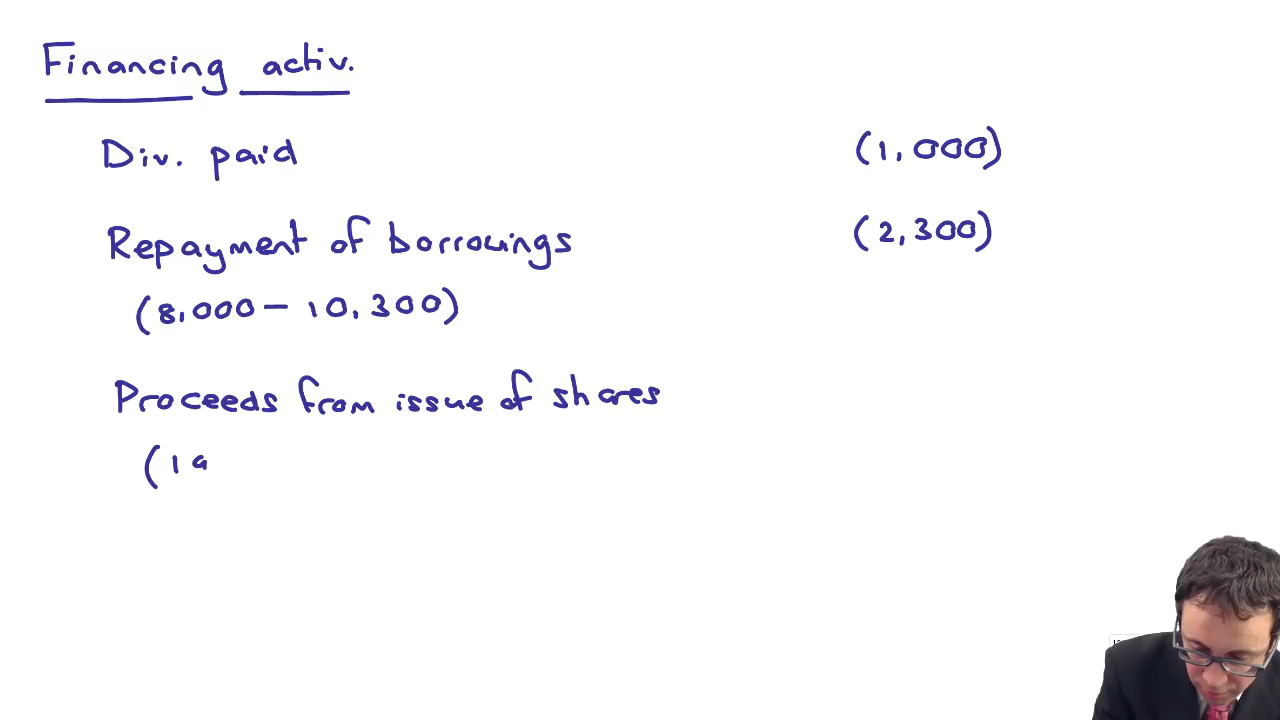 Financing activ.
Div. paid (1,000)
Repayment of borrowings (2,300)
(8,000 - 10,300)
Proceeds from issue of shares
(19